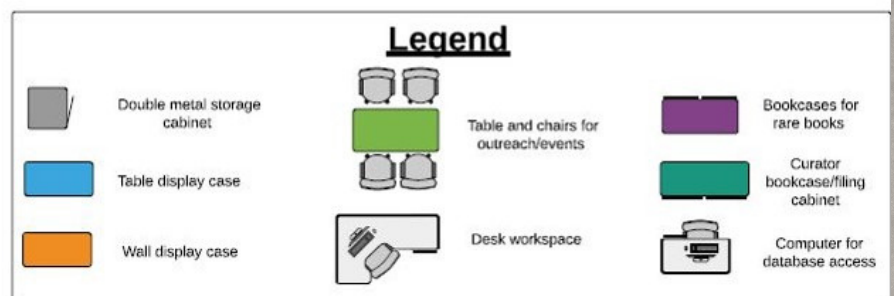 Legend
Double metal storage
cabinet
Table display case
Wall display case
Table and chairs for
outreach/events
Desk workspace
Bookcases for
rare books
Curator
bookcase/filing
cabinet
Computer for
database access